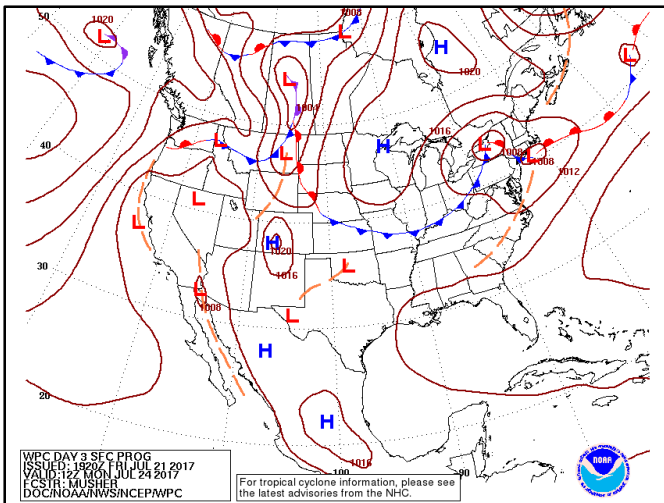 1020
1008
50
H
L
L
1020
L
L
1004
1016
40
L
H
L
1008
L
L
1008
1012
L
30
L
H
1020
1016
L
L
1008
L
H
20
H
1016
100
90
WPC DAY 3 SFC PROG
ISSUED: 1920Z FRI JUL 21 2017
VALID: 12Z MON JUL 24 2017
FCSTR: MUSHER
DOC/NOAA/NWS/NCEP/WPC
For tropical cyclone information, please see
the latest advisories from the NHC.
NOAA